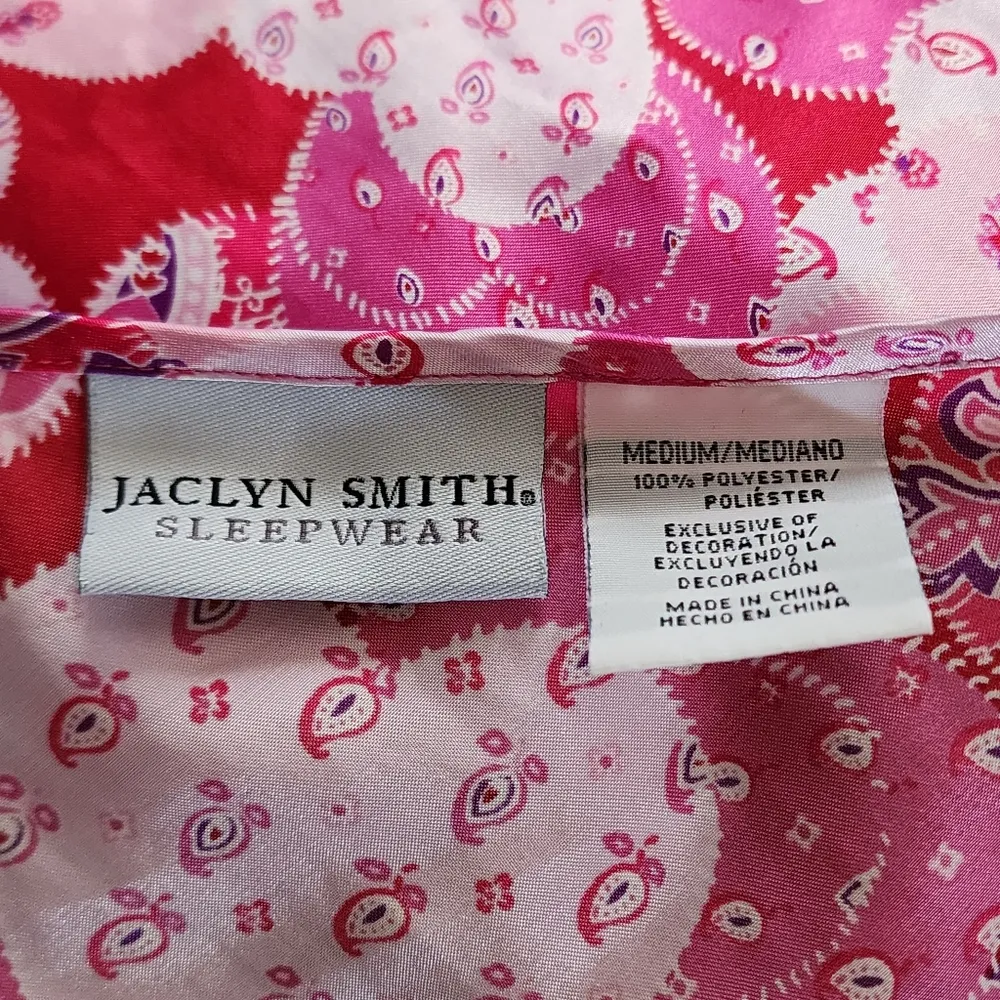 JACLYN SMITH®
SLEEPWEAR
MEDIUM/MEDIANO
100% POLYESTER/
POLIÉSTER
EXCLUSIVE OF
DECORATION/
EXCLUYENDO LA
DECORACIÓN
MADE IN CHINA
HECHO EN CHINA